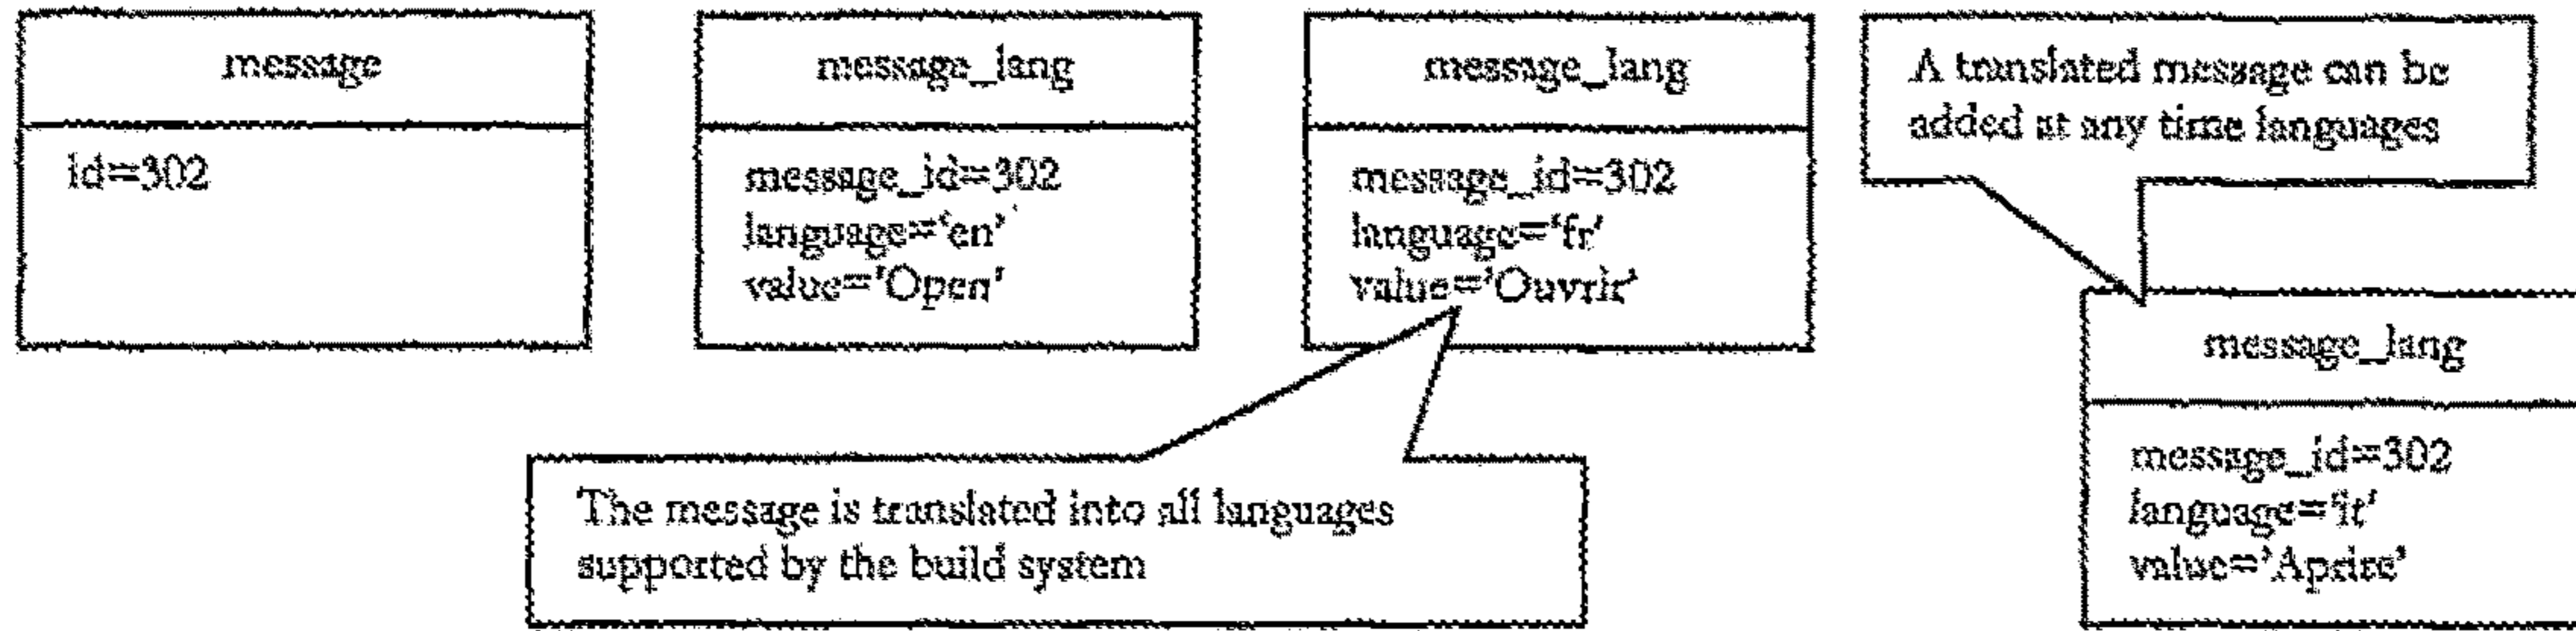 message
id=302
message_lang
message_id=302
language='en'
value='Open'
message_lang
message_id=302
language='fr'
value='Ouvrir'
A translated message can be
added at any time languages
The message is translated into all languages
supported by the build system
message_lang
message_id=302
language='it'
value='Aprire'